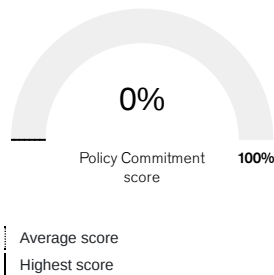 0%
Policy Commitment
score
100%
Average score
Highest score